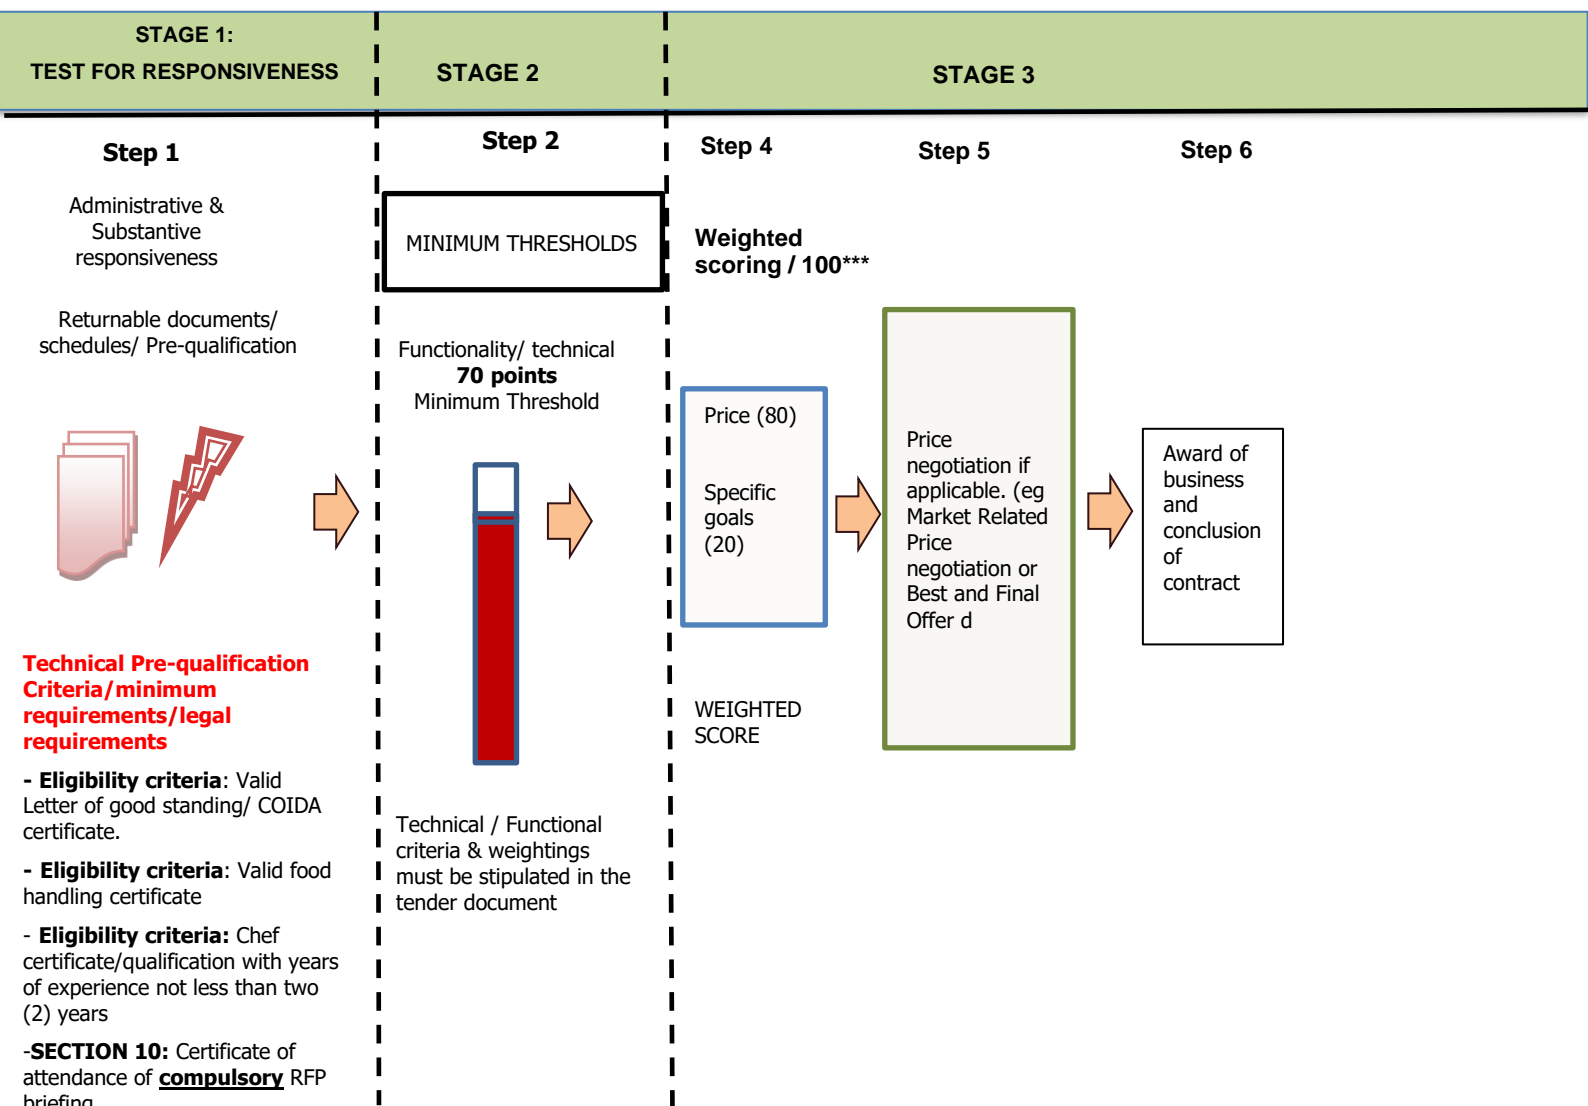 STAGE 1:
TEST FOR RESPONSIVENESS
STAGE 2
STAGE 3
Step 1
Administrative &
Substantive
responsiveness
Returnable documents/
schedules/ Pre-qualification
Technical Pre-qualification
Criteria/minimum
requirements/legal
requirements
- Eligibility criteria: Valid
Letter of good standing/ COIDA
certificate.
- Eligibility criteria: Valid food
handling certificate
- Eligibility criteria: Chef
certificate/qualification with years
of experience not less than two
(2) years
-SECTION 10: Certificate of
attendance of compulsory RFP
briefing
Step 2
MINIMUM THRESHOLDS
Functionality/ technical
70 points
Minimum Threshold
Technical / Functional
criteria & weightings
must be stipulated in the
tender document
Step 4
Weighted
scoring / 100***
Price (80)
Specific
goals
(20)
WEIGHTED
SCORE
Step 5
Price
negotiation if
applicable. (eg
Market Related
Price
negotiation or
Best and Final
Offer d
Step 6
Award of
business
and
conclusion
of
contract